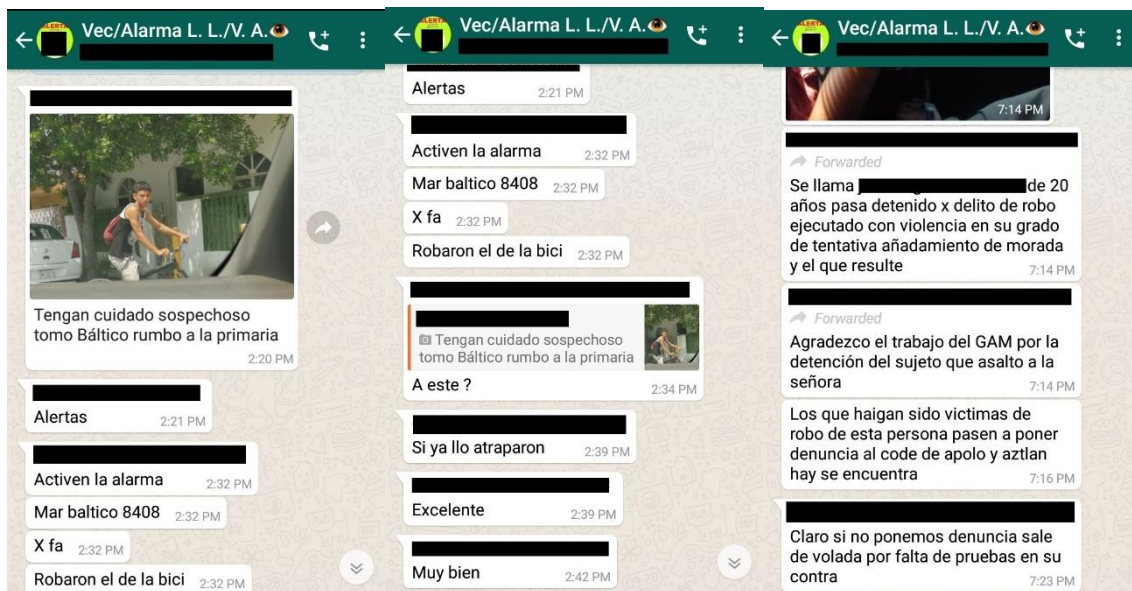 ALERTA
Vec/Alarma L. L./V. A.
Tengan cuidado sospechoso
tomo Báltico rumbo a la primaria
2:20 PM
Alertas
2:21 PM
Activen la alarma
2:32 PM
Mar baltico 8408
2:32 PM
X fa
2:32 PM
Robaron el de la bici
2:32 PM
ALERTA
Vec/Alarma L. L./V. A.
Alertas
2:21 PM
Activen la alarma
2:32 PM
Mar baltico 8408
2:32 PM
X fa
2:32 PM
Robaron el de la bici
2:32 PM
Tengan cuidado sospechoso
tomo Báltico rumbo a la primaria
A este ?
2:34 PM
Si ya llo atraparon
2:39 PM
Excelente
2:39 PM
Muy bien
2:42 PM
ALERTA
Vec/Alarma L. L./V. A.
7:14 PM
Forwarded
Se llama de 20
años pasa detenido x delito de robo
ejecutado con violencia en su grado
de tentativa añadamiento de morada
y el que resulte
7:14 PM
Forwarded
Agradezco el trabajo del GAM por la
detención del sujeto que asalto a la
señora
7:14 PM
Los que haigan sido victimas de
robo de esta persona pasen a poner
denuncia al code de apolo y aztlan
hay se encuentra
7:16 PM
Claro si no ponemos denuncia sale
de volada por falta de pruebas en su
contra
7:23 PM